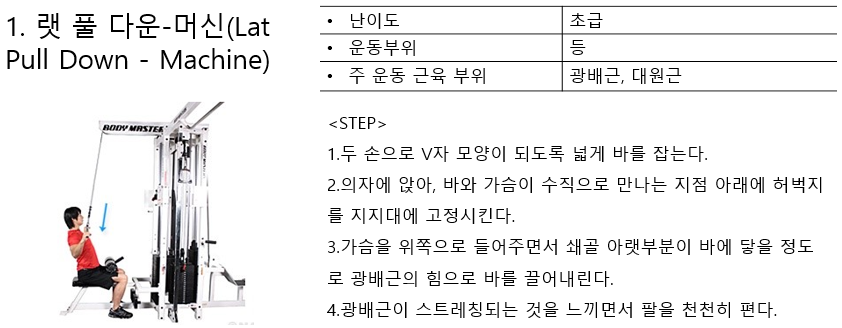 1. 랫 풀 다운-머신(Lat
Pull Down - Machine)
• 난이도 초급
• 운동부위 등
• 주 운동 근육 부위 광배근, 대원근
BODY MASTER
<STEP>
1.두 손으로 V자 모양이 되도록 넓게 바를 잡는다.
2.의자에 앉아, 바와 가슴이 수직으로 만나는 지점 아래에 허벅지
를 지지대에 고정시킨다.
3.가슴을 위쪽으로 들어주면서 쇄골 아랫부분이 바에 닿을 정도
로 광배근의 힘으로 바를 끌어내린다.
4.광배근이 스트레칭되는 것을 느끼면서 팔을 천천히 편다.